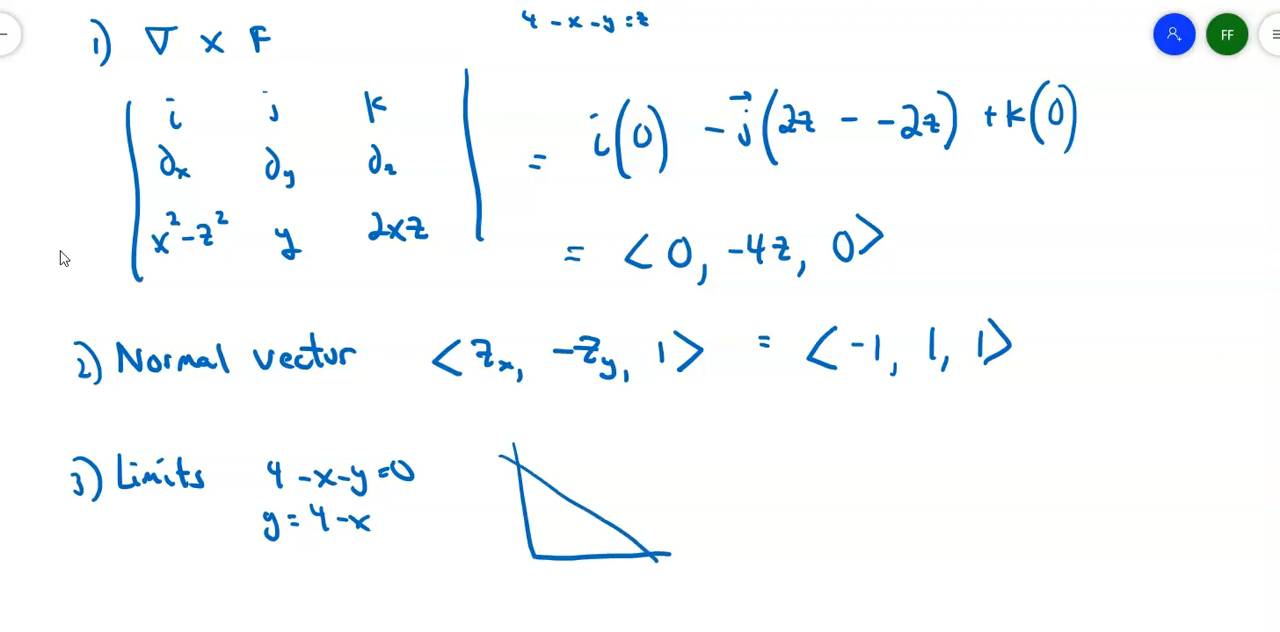 4 - x - y = z
FF
1) ∇ × F
| i j k |
| ∂x ∂y ∂z |
| x² - z² y 2xz |
= i(0) - j⃗(2z - -2z) + k(0)
= <0, -4z, 0>
2) Normal vector <zx, -zy, 1> = <-1, 1, 1>
3) Limits 4 - x - y = 0
y = 4 - x